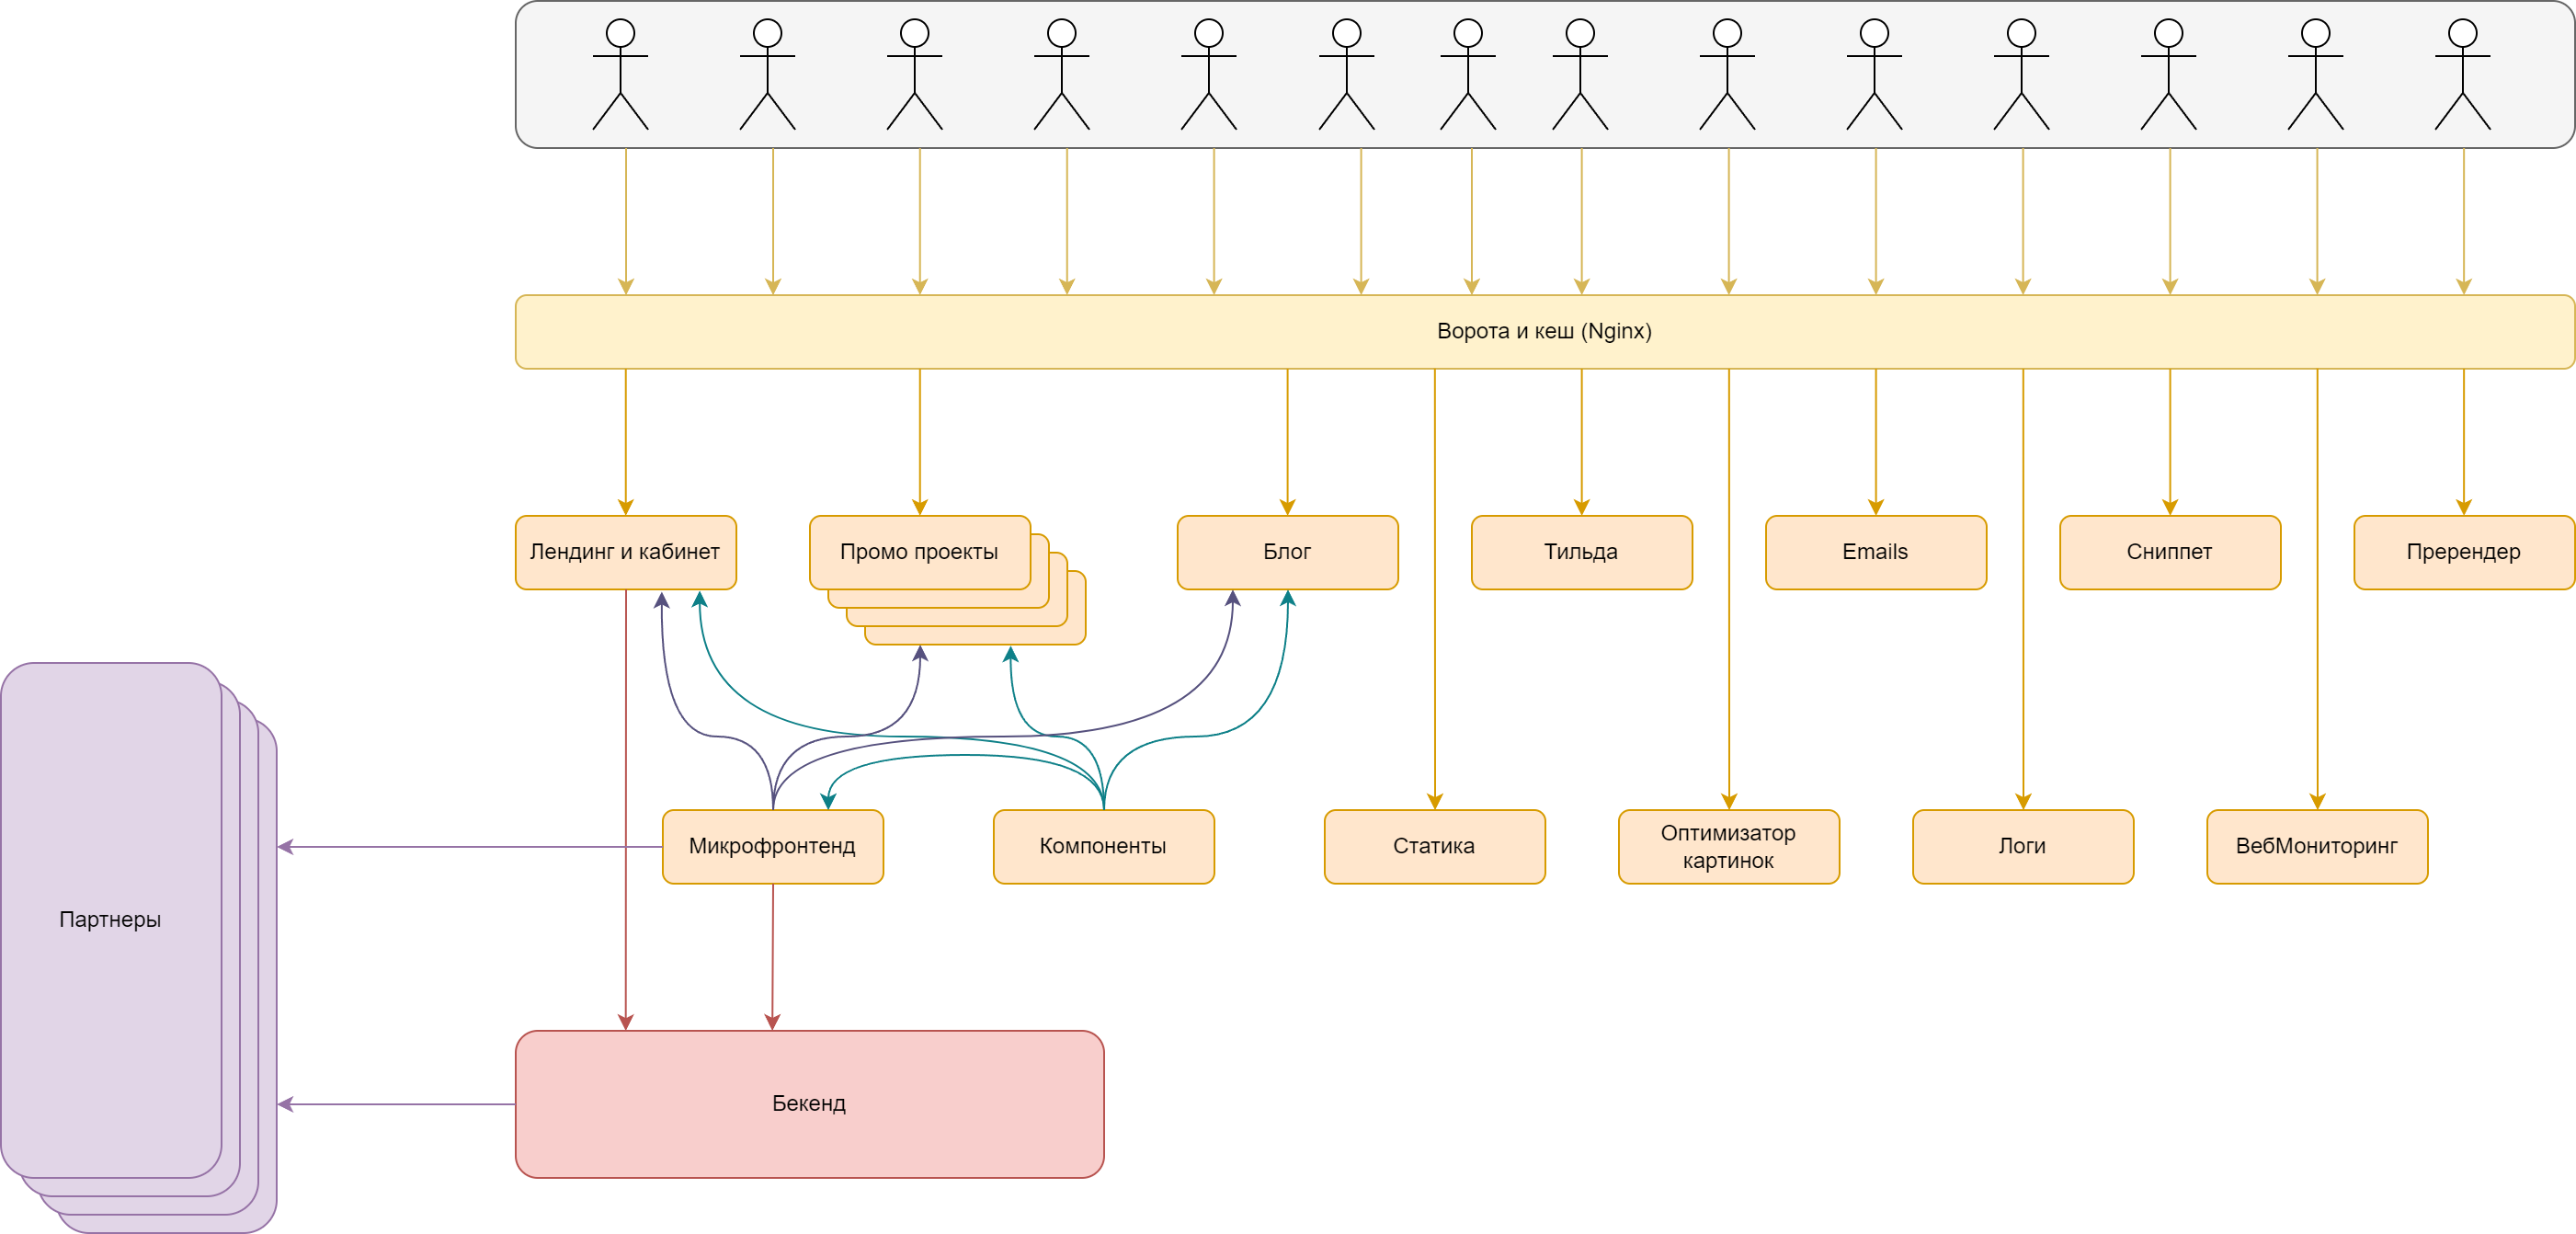 Ворота и кеш (Nginx)
Лендинг и кабинет
Промо проекты
Блог
Тильда
Emails
Сниппет
Пререндер
Микрофронтенд
Компоненты
Статика
Оптимизатор
картинок
Логи
ВебМониторинг
Партнеры
Бекенд